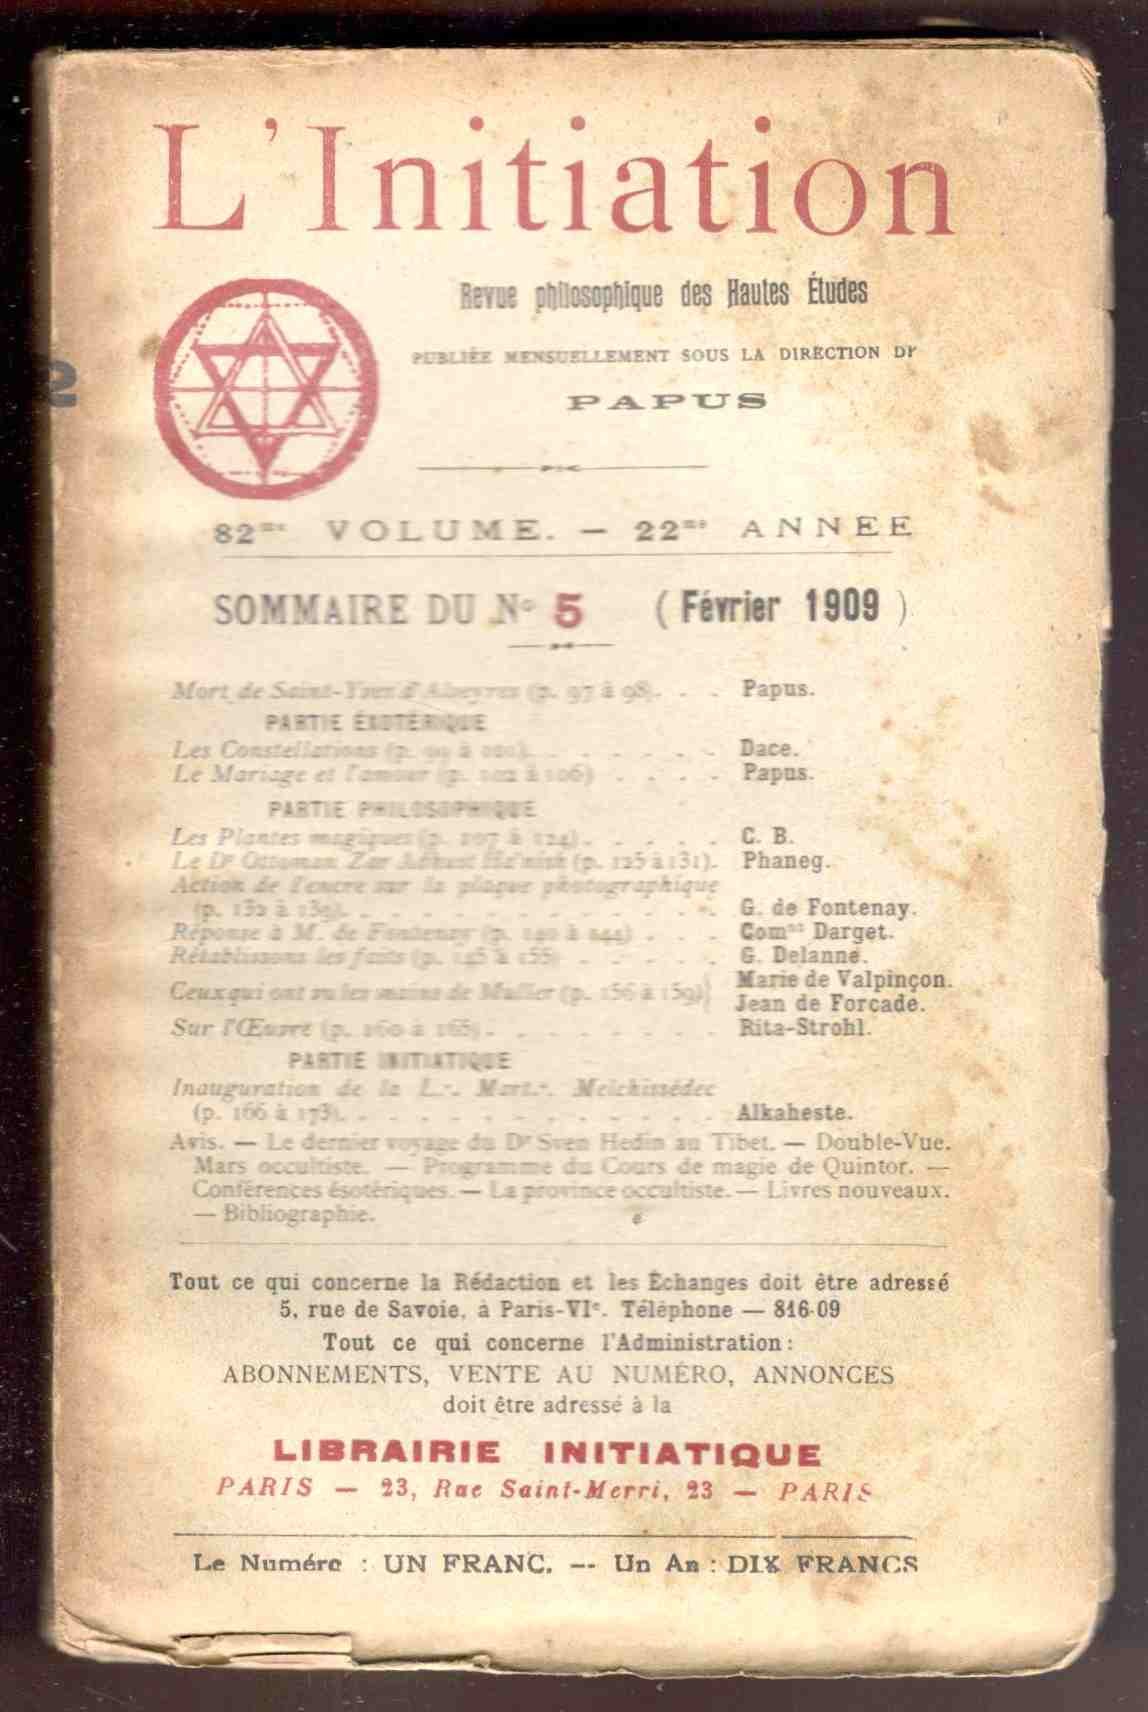 L'Initiation
Revue philosophique des Hautes Études
PUBLIÉE MENSUELLEMENT SOUS LA DIRECTION DE
PAPUS
2
82me VOLUME. — 22me ANNEE
SOMMAIRE DU No 5 (Février 1909)
Mort de Saint-Yves d'Alveyres (p. 97 à 98). . . Papus.
PARTIE ÉXOTÉRIQUE
Les Constellations (p. 99 à 101). . . . . . . Dace.
Le Mariage et l'amour (p. 102 à 106) . . . . Papus.
PARTIE PHILOSOPHIQUE
Les Plantes magiques (p. 107 à 124). . . . . . C. B.
Le Dr Ottoman Zar Adhust Ha'nish (p. 125 à 131). Phaneg.
Action de l'encre sur la plaque photographique
(p. 132 à 139). . . . . . . . . . . . . G. de Fontenay.
Réponse à M. de Fontenay (p. 140 à 144) . . . Comnt Darget.
Rétablissons les faits (p. 145 à 155) . . . . . . G. Delanne.
Ceux qui ont vu les mains de Muller (p. 156 à 159) Marie de Valpinçon.
Jean de Forcade.
Sur l'Œuvre (p. 160 à 165). . . . . . . . . Rita-Strohl.
PARTIE INITIATIQUE
Inauguration de la L∴ Mart∴ Melchissédec
(p. 166 à 173). . . . . . . . . . . . . Alkaheste.
Avis. — Le dernier voyage du Dr Sven Hedin au Tibet. — Double-Vue.
Mars occultiste. — Programme du Cours de magie de Quintor. —
Conférences ésotériques. — La province occultiste. — Livres nouveaux.
— Bibliographie.
Tout ce qui concerne la Rédaction et les Échanges doit être adressé
5, rue de Savoie, à Paris-VIe. Téléphone — 816-09
Tout ce qui concerne l'Administration :
ABONNEMENTS, VENTE AU NUMÉRO, ANNONCES
doit être adressé à la
LIBRAIRIE INITIATIQUE
PARIS — 23, Rue Saint-Merri, 23 — PARIS
Le Numéro : UN FRANC. -- Un An : DIX FRANCS